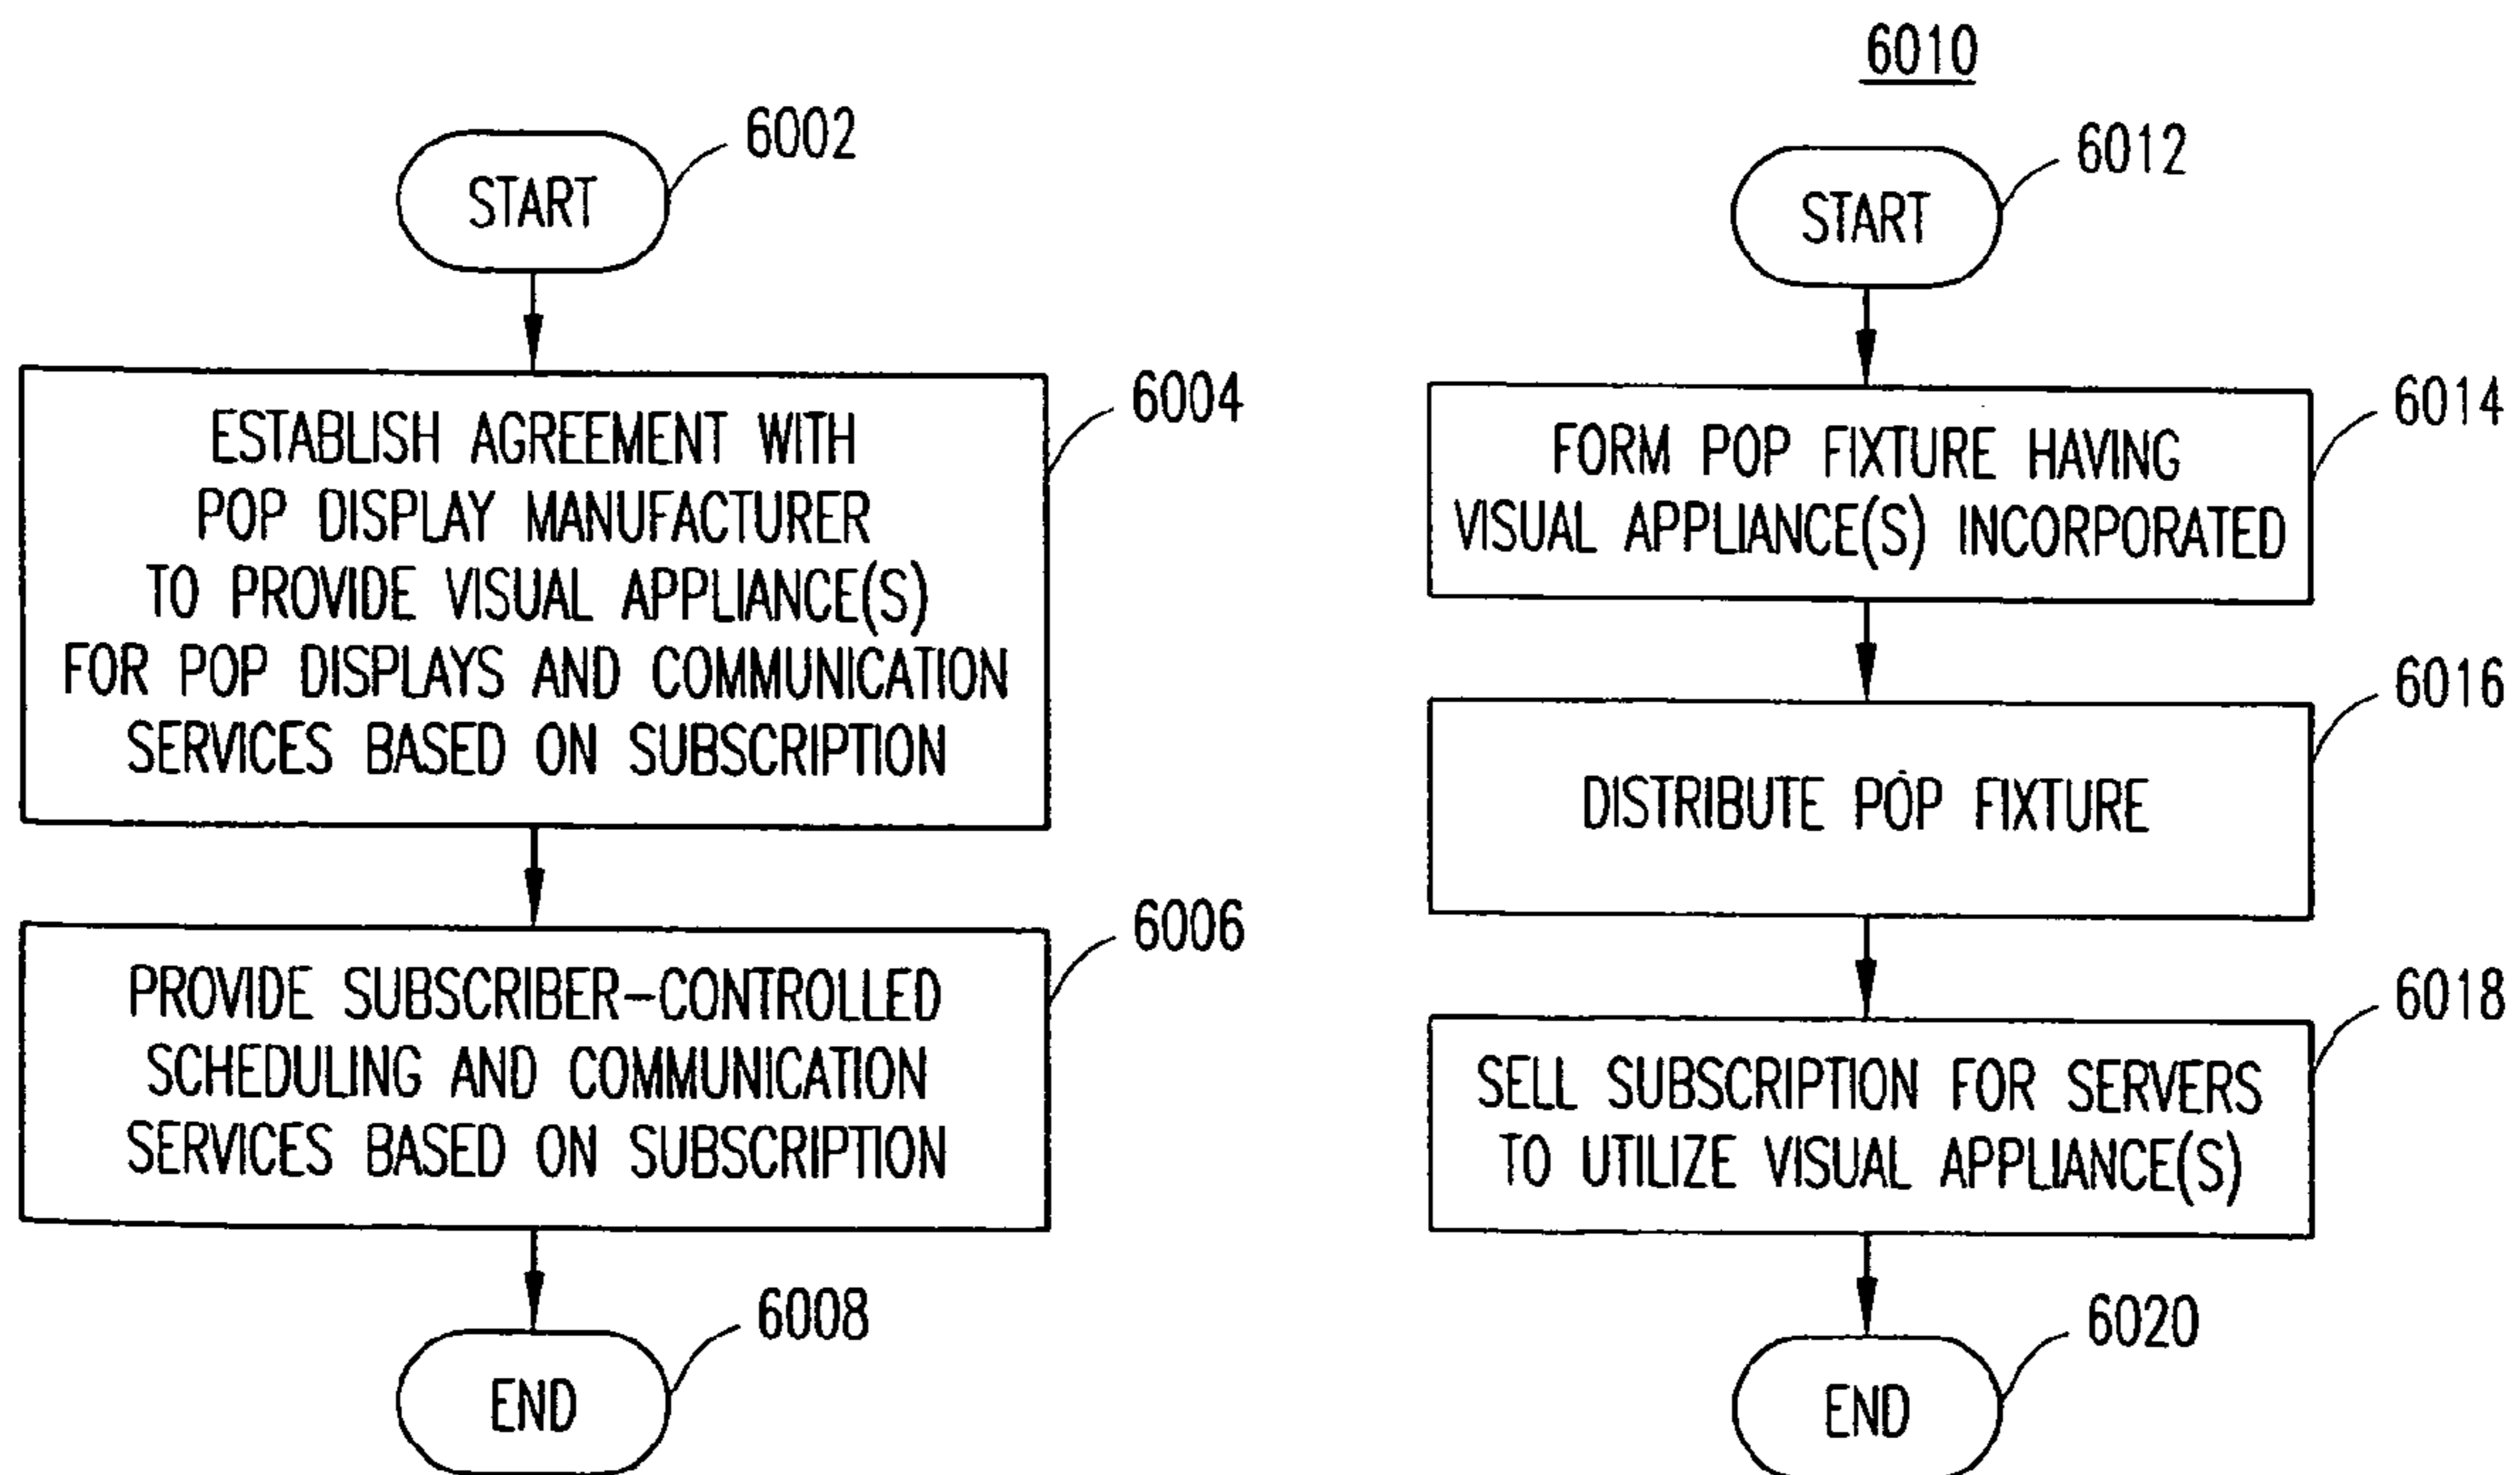 6002
START
6004
ESTABLISH AGREEMENT WITH
POP DISPLAY MANUFACTURER
TO PROVIDE VISUAL APPLIANCE(S)
FOR POP DISPLAYS AND COMMUNICATION
SERVICES BASED ON SUBSCRIPTION
6006
PROVIDE SUBSCRIBER-CONTROLLED
SCHEDULING AND COMMUNICATION
SERVICES BASED ON SUBSCRIPTION
6008
END
6010
6012
START
6014
FORM POP FIXTURE HAVING
VISUAL APPLIANCE(S) INCORPORATED
6016
DISTRIBUTE POP FIXTURE
6018
SELL SUBSCRIPTION FOR SERVERS
TO UTILIZE VISUAL APPLIANCE(S)
6020
END